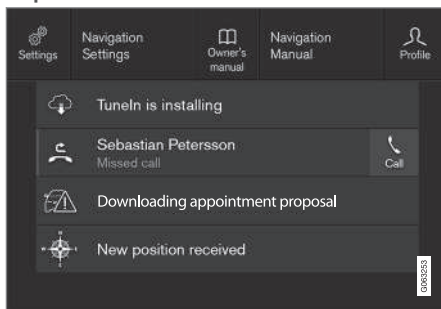 Settings
Navigation
Settings
Owner's
manual
Navigation
Manual
Profile
TuneIn is installing
Sebastian Petersson
Missed call
Call
Downloading appointment proposal
New position received
G063253